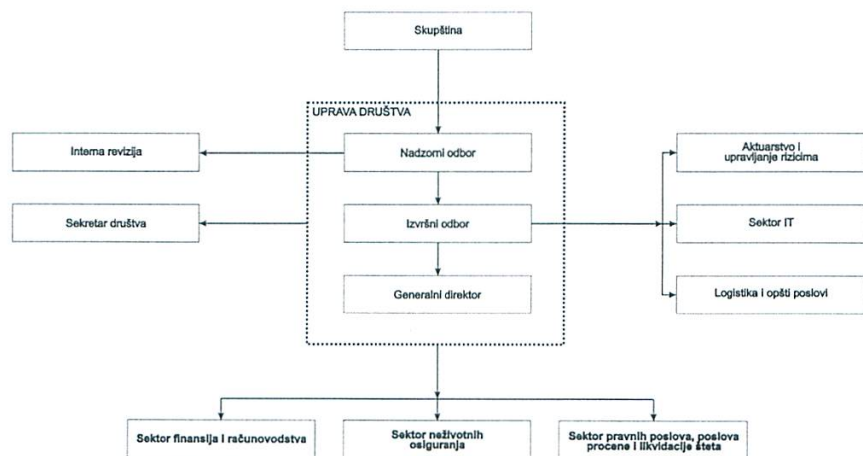 Skupština
UPRAVA DRUŠTVA
Interna revizija
Nadzorni odbor
Aktuarstvo i
upravljanje rizicima
Sekretar društva
Izvršni odbor
Sektor IT
Generalni direktor
Logistika i opšti poslovi
Sektor finansija i računovodstva
Sektor neživotnih
osiguranja
Sektor pravnih poslova, poslova
procene i likvidacije šteta